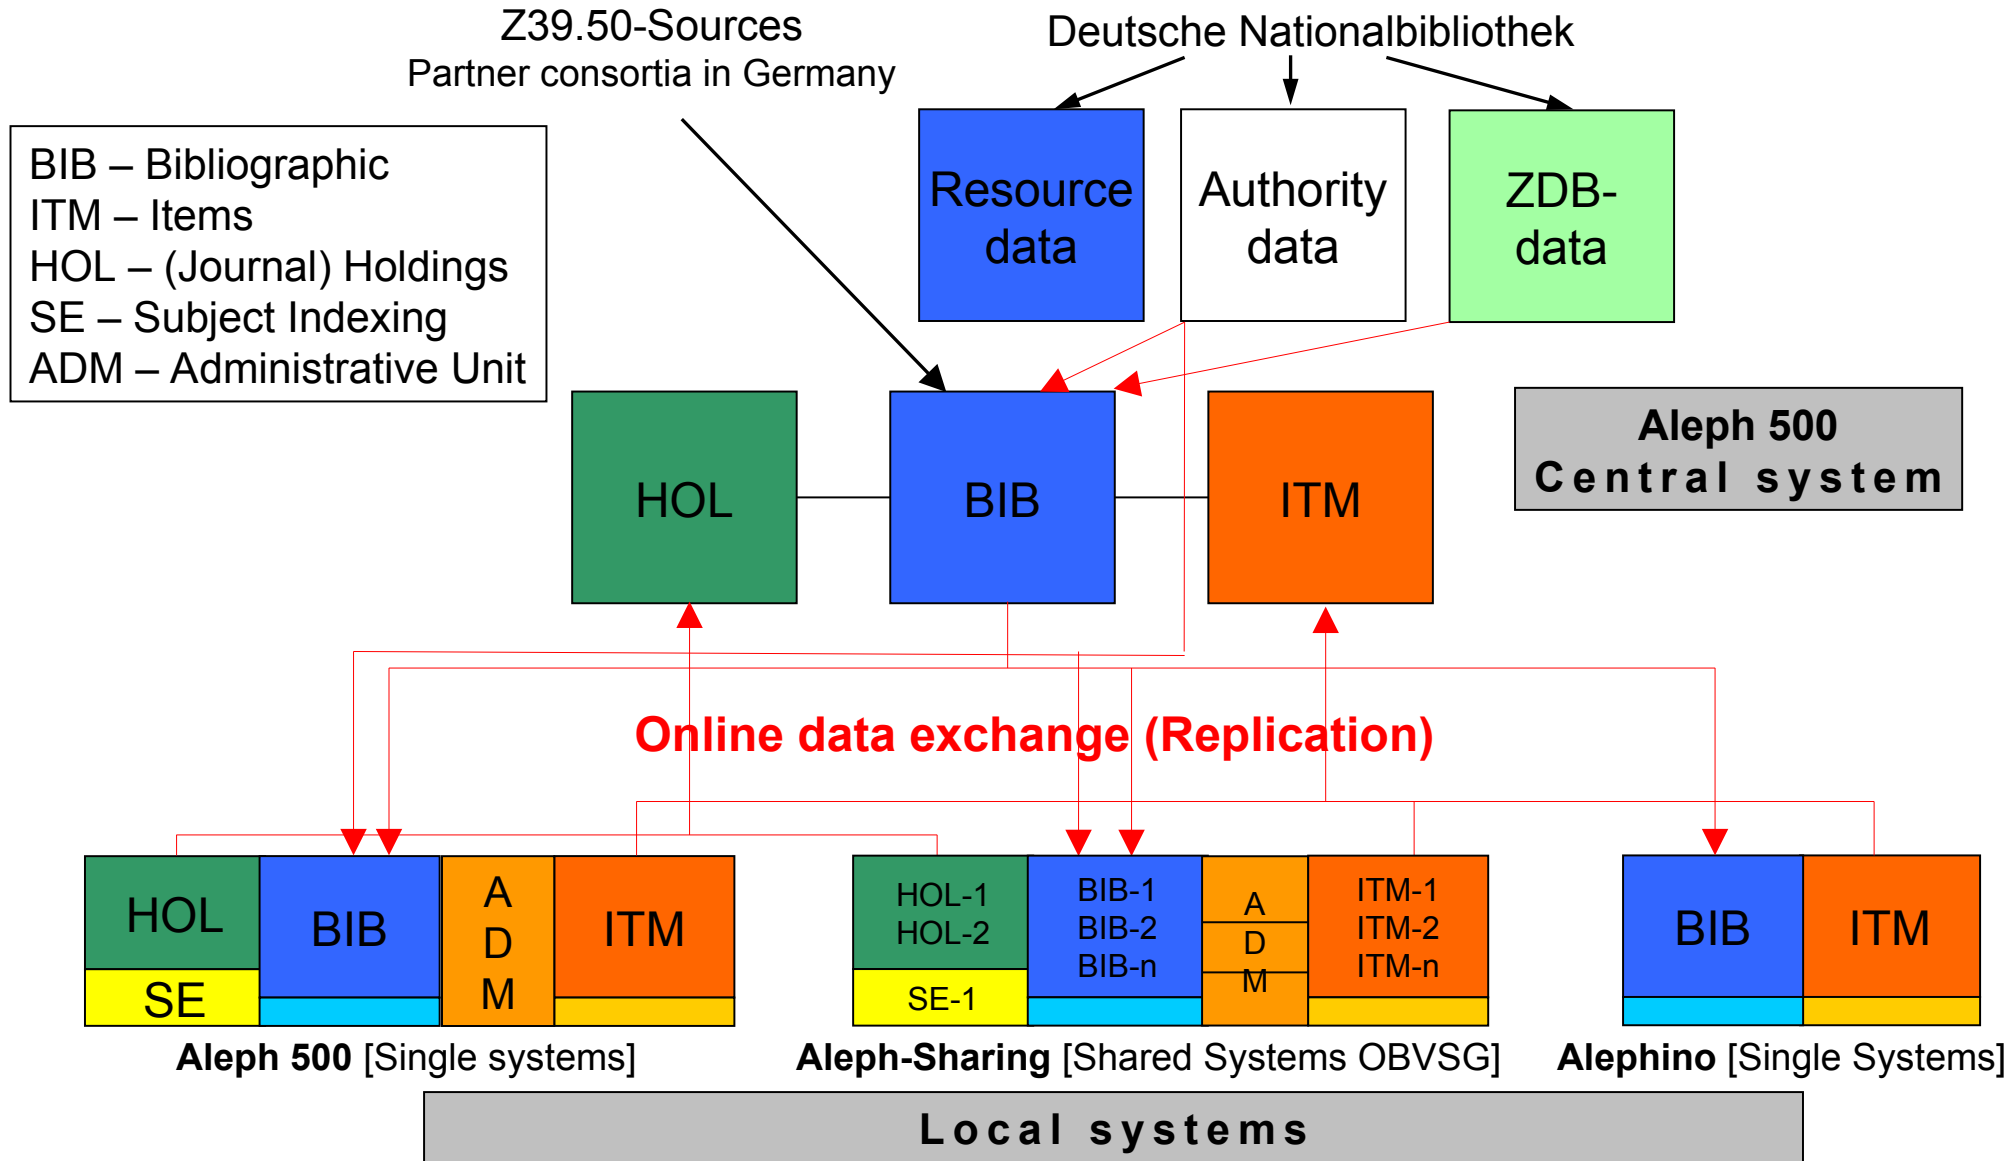 Z39.50-Sources
Partner consortia in Germany
Deutsche Nationalbibliothek
BIB – Bibliographic
ITM – Items
HOL – (Journal) Holdings
SE – Subject Indexing
ADM – Administrative Unit
Resource
data
Authority
data
ZDB-
data
HOL
BIB
ITM
Aleph 500
Central system
Online data exchange (Replication)
HOL
SE
BIB
A
D
M
ITM
HOL-1
HOL-2
SE-1
BIB-1
BIB-2
BIB-n
A
D
M
ITM-1
ITM-2
ITM-n
BIB
ITM
Aleph 500 [Single systems]
Aleph-Sharing [Shared Systems OBVSG]
Alephino [Single Systems]
Local systems